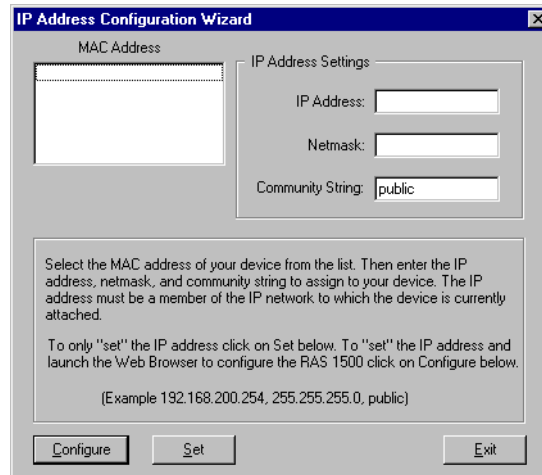 IP Address Configuration Wizard
MAC Address
IP Address Settings
IP Address:
Netmask:
Community String: public
Select the MAC address of your device from the list. Then enter the IP
address, netmask, and community string to assign to your device. The IP
address must be a member of the IP network to which the device is currently
attached.
To only "set" the IP address click on Set below. To "set" the IP address and
launch the Web Browser to configure the RAS 1500 click on Configure below.
(Example 192.168.200.254, 255.255.255.0, public)
Configure Set Exit